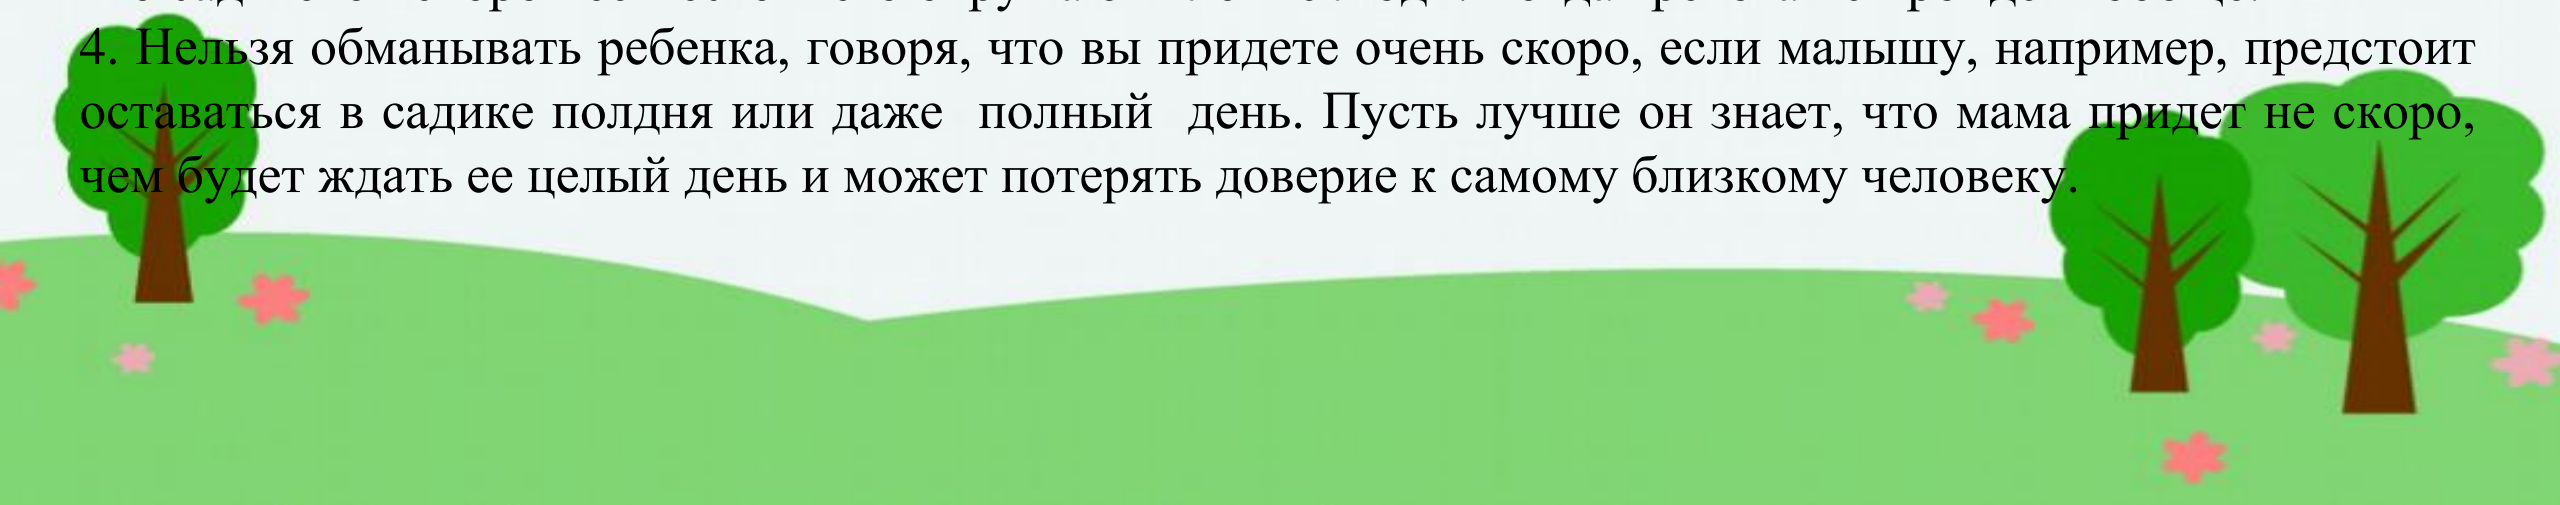 4. Нельзя обманывать ребенка, говоря, что вы придете очень скоро, если малышу, например, предстоит
оставаться в садике полдня или даже полный день. Пусть лучше он знает, что мама придет не скоро,
чем будет ждать ее целый день и может потерять доверие к самому близкому человеку.